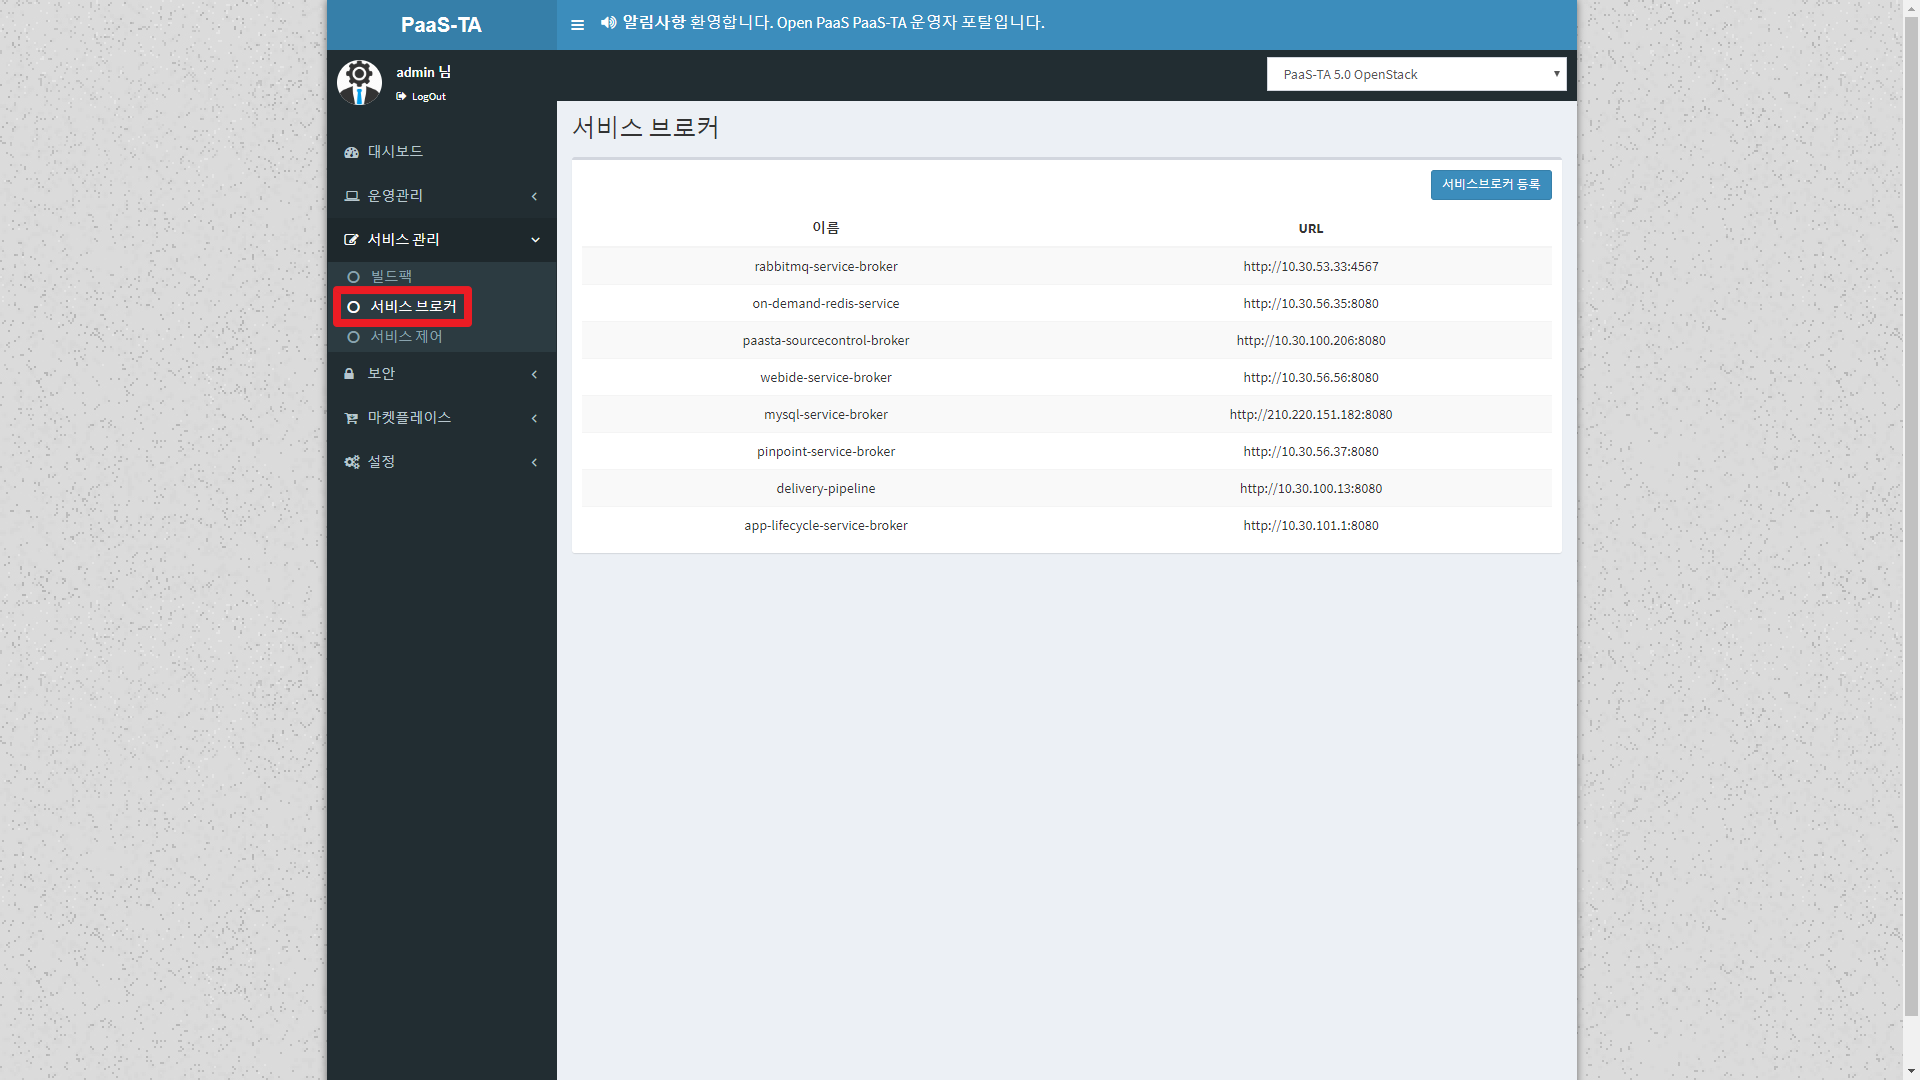 PaaS-TA
알림사항 환영합니다. Open PaaS PaaS-TA 운영자 포탈입니다.
admin 님
LogOut
PaaS-TA 5.0 OpenStack
대시보드
운영관리
서비스 관리
빌드팩
서비스 브로커
서비스 제어
보안
마켓플레이스
설정
서비스 브로커
서비스브로커 등록
이름 URL
rabbitmq-service-broker http://10.30.53.33:4567
on-demand-redis-service http://10.30.56.35:8080
paasta-sourcecontrol-broker http://10.30.100.206:8080
webide-service-broker http://10.30.56.56:8080
mysql-service-broker http://210.220.151.182:8080
pinpoint-service-broker http://10.30.56.37:8080
delivery-pipeline http://10.30.100.13:8080
app-lifecycle-service-broker http://10.30.101.1:8080